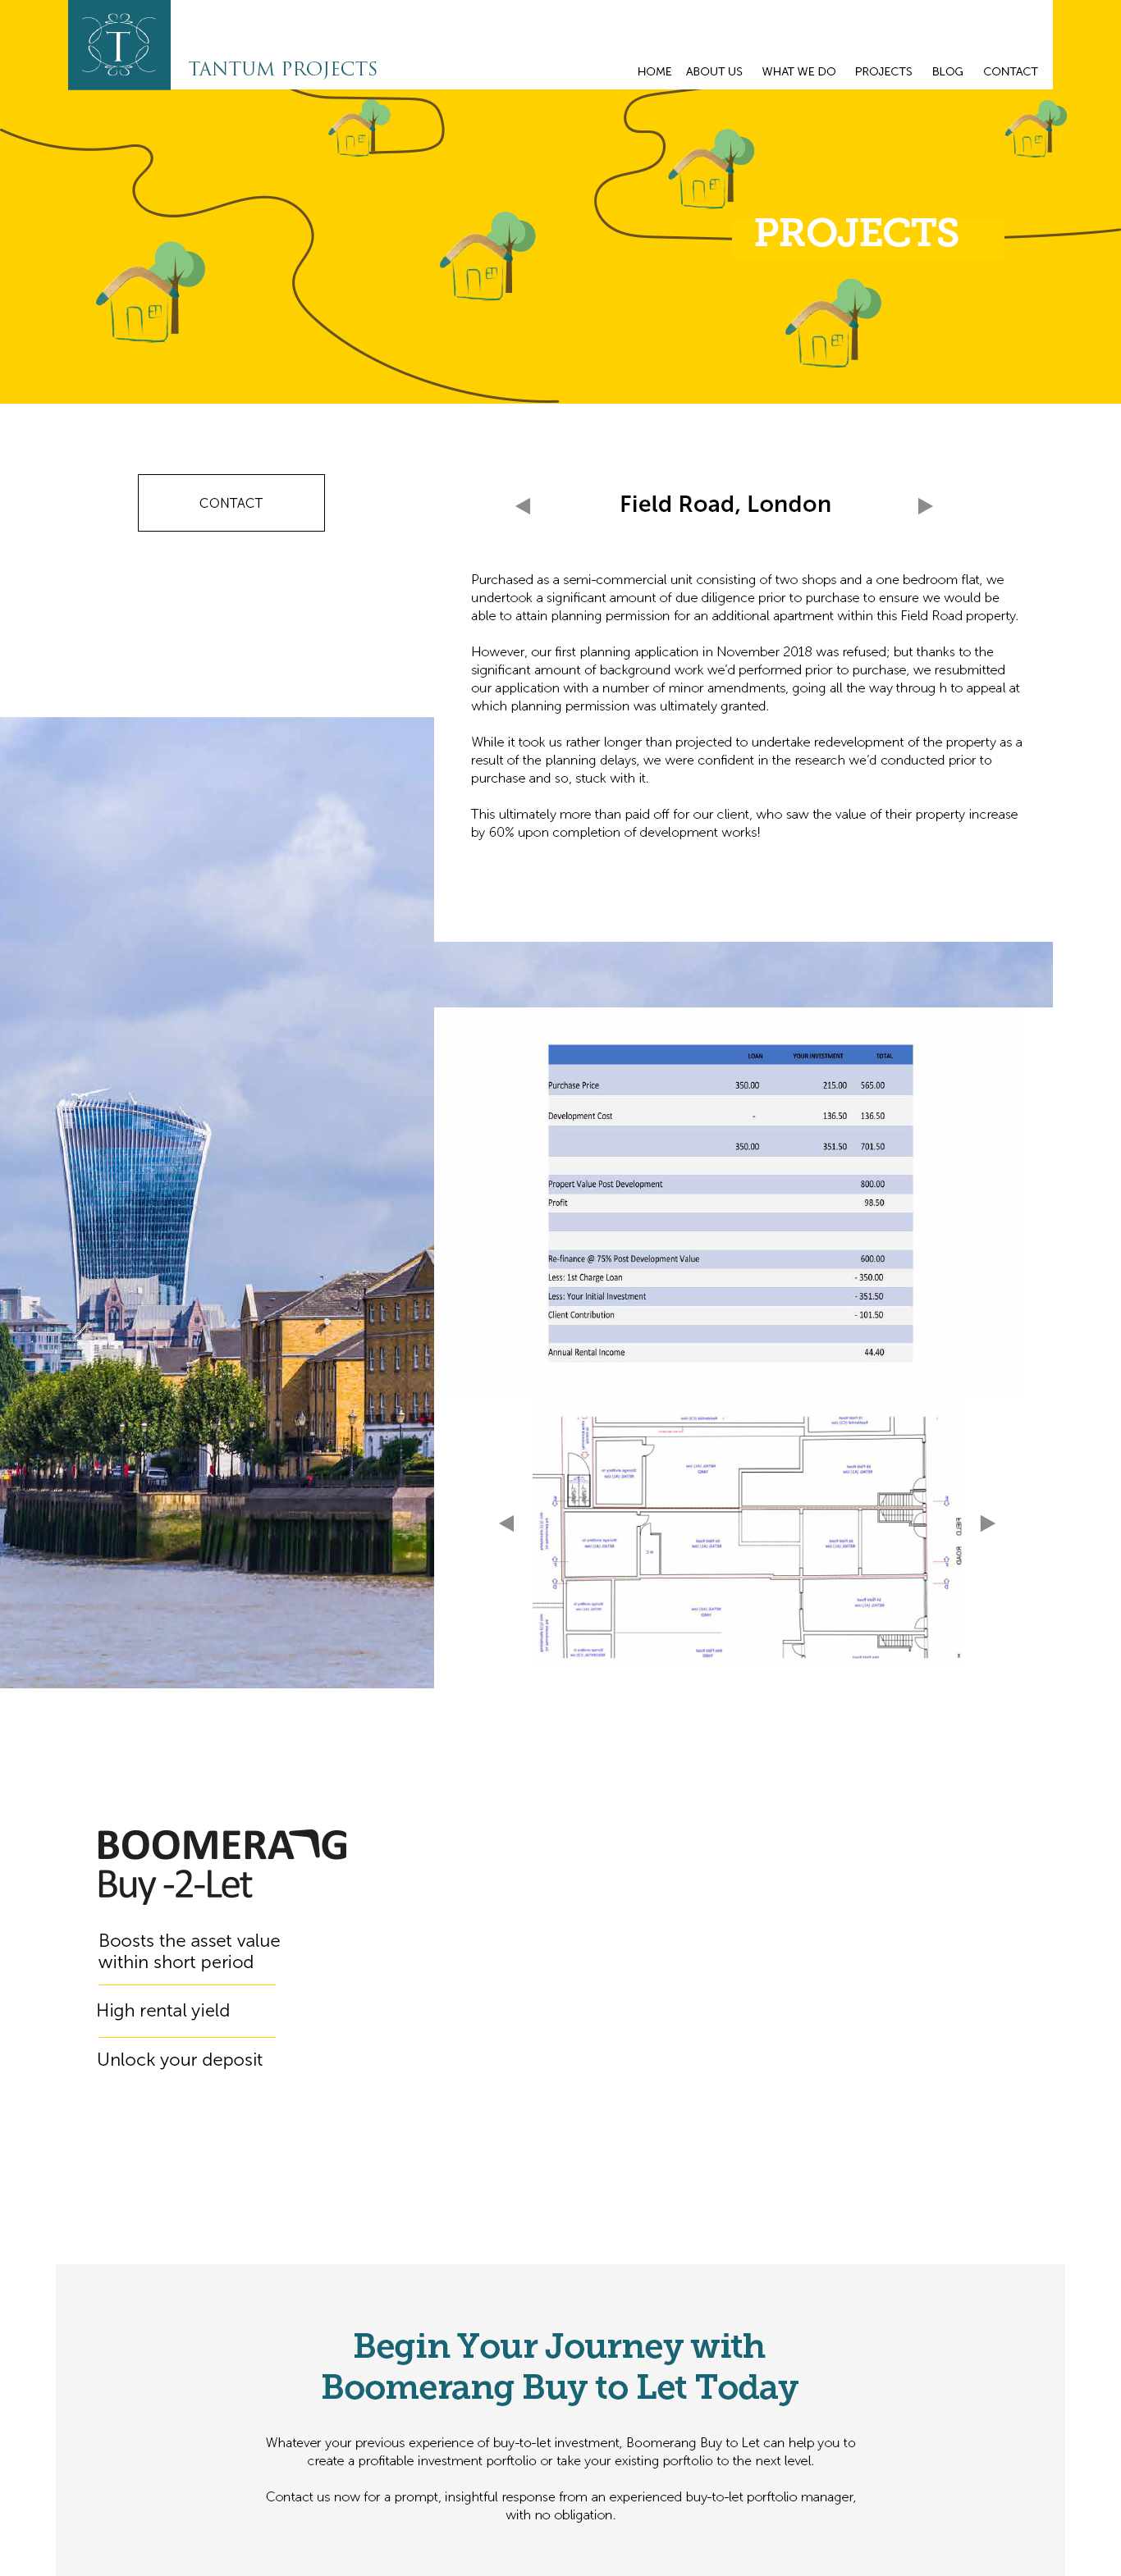 T
TANTUM PROJECTS
HOME ABOUT US WHAT WE DO PROJECTS BLOG CONTACT
PROJECTS
CONTACT
Field Road, London
Purchased as a semi-commercial unit consisting of two shops and a one bedroom flat, we
undertook a significant amount of due diligence prior to purchase to ensure we would be
able to attain planning permission for an additional apartment within this Field Road property.
However, our first planning application in November 2018 was refused; but thanks to the
significant amount of background work we'd performed prior to purchase, we resubmitted
our application with a number of minor amendments, going all the way throug h to appeal at
which planning permission was ultimately granted.
While it took us rather longer than projected to undertake redevelopment of the property as a
result of the planning delays, we were confident in the research we'd conducted prior to
purchase and so, stuck with it.
This ultimately more than paid off for our client, who saw the value of their property increase
by 60% upon completion of development works!
LOAN YOUR INVESTMENT TOTAL
Purchase Price 350.00 215.00 565.00
Development Cost - 136.50 136.50
350.00 351.50 701.50
Propert Value Post Development 800.00
Profit 98.50
Re-finance @ 75% Post Development Value 600.00
Less: 1st Charge Loan - 350.00
Less: Your Initial Investment - 351.50
Client Contribution - 101.50
Annual Rental Income 44.40
FIELD ROAD
BOOMERANG
Buy -2-Let
Boosts the asset value
within short period
High rental yield
Unlock your deposit
Begin Your Journey with
Boomerang Buy to Let Today
Whatever your previous experience of buy-to-let investment, Boomerang Buy to Let can help you to
create a profitable investment porftolio or take your existing porftolio to the next level.
Contact us now for a prompt, insightful response from an experienced buy-to-let porftolio manager,
with no obligation.